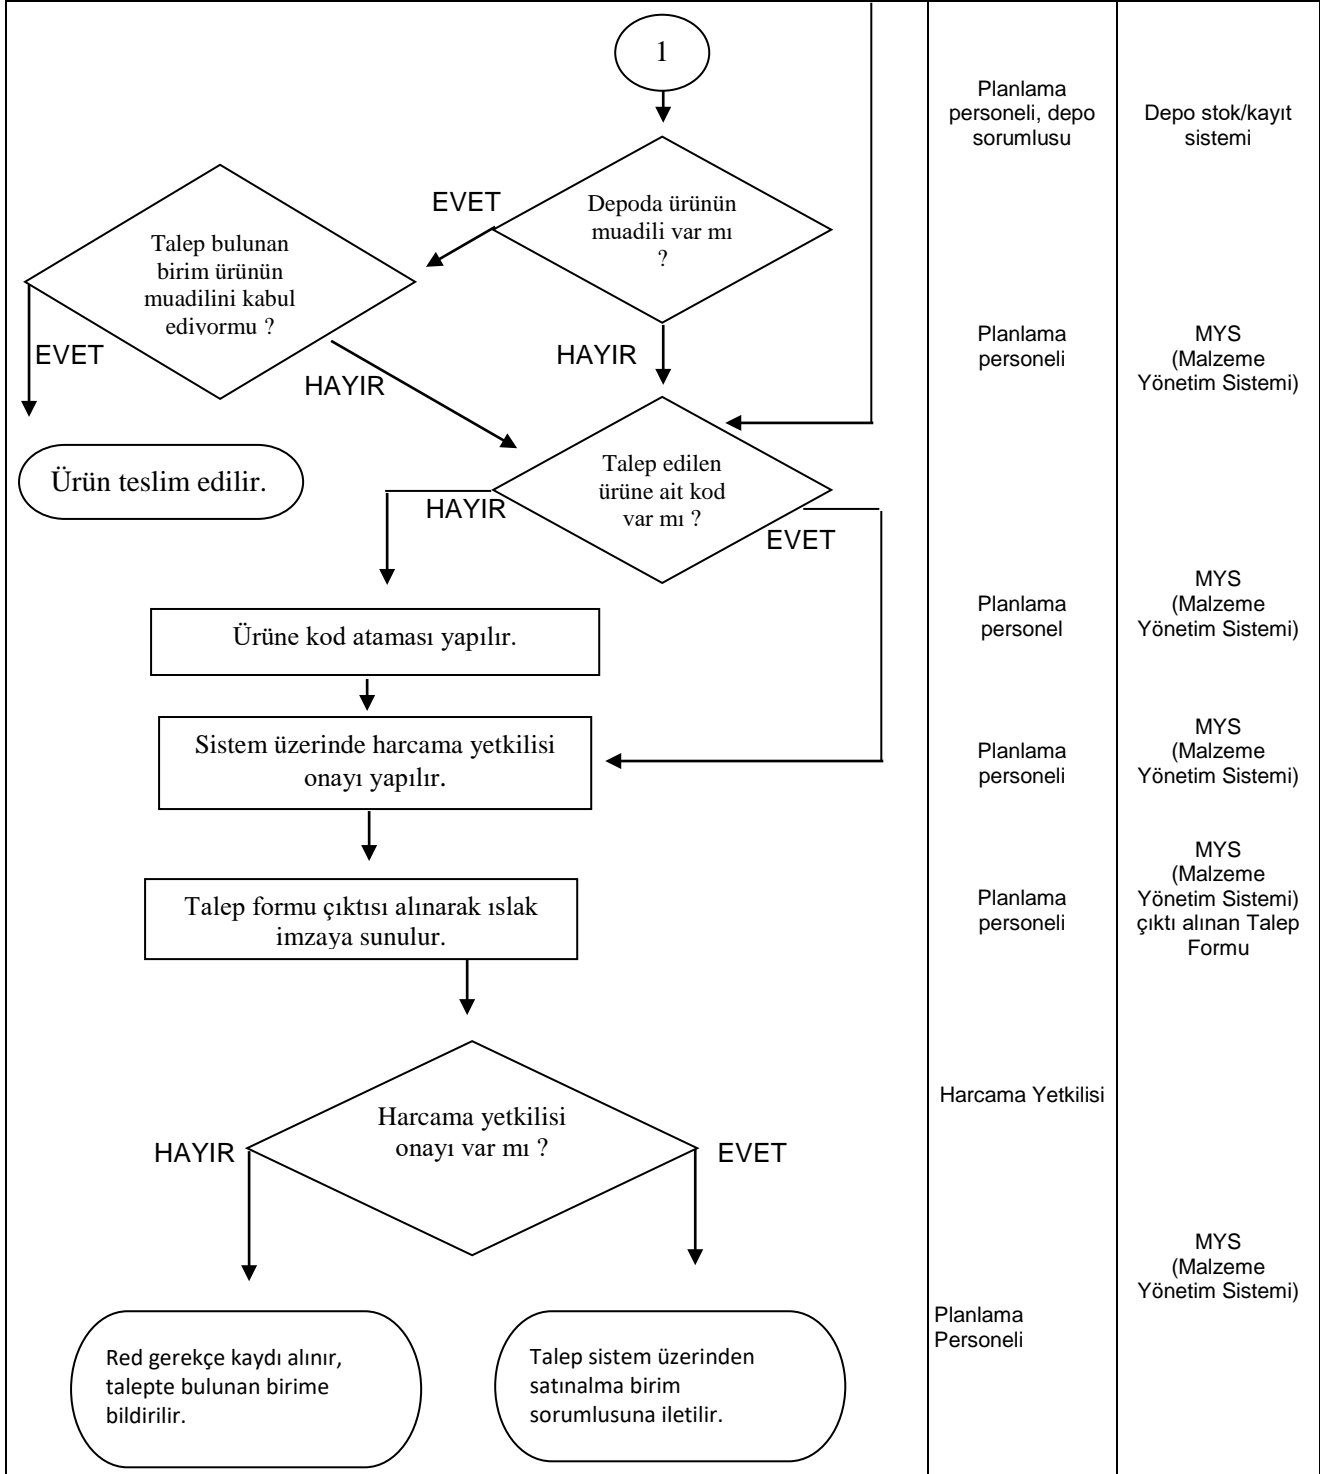 1
Planlama
personeli, depo
sorumlusu
Depo stok/kayıt
sistemi
EVET
Depoda ürünün
muadili var mı
?
Talep bulunan
birim ürünün
muadilini kabul
ediyormu ?
EVET
HAYIR
HAYIR
Planlama
personeli
MYS
(Malzeme
Yönetim Sistemi)
Ürün teslim edilir.
Talep edilen
ürüne ait kod
var mı ?
HAYIR
EVET
Ürüne kod ataması yapılır.
Planlama
personel
MYS
(Malzeme
Yönetim Sistemi)
Sistem üzerinde harcama yetkilisi
onayı yapılır.
Planlama
personeli
MYS
(Malzeme
Yönetim Sistemi)
Talep formu çıktısı alınarak ıslak
imzaya sunulur.
Planlama
personeli
MYS
(Malzeme
Yönetim Sistemi)
çıktı alınan Talep
Formu
Harcama yetkilisi
onayı var mı ?
HAYIR
EVET
Harcama Yetkilisi
Red gerekçe kaydı alınır,
talepte bulunan birime
bildirilir.
Talep sistem üzerinden
satınalma birim
sorumlusuna iletilir.
Planlama
Personeli
MYS
(Malzeme
Yönetim Sistemi)